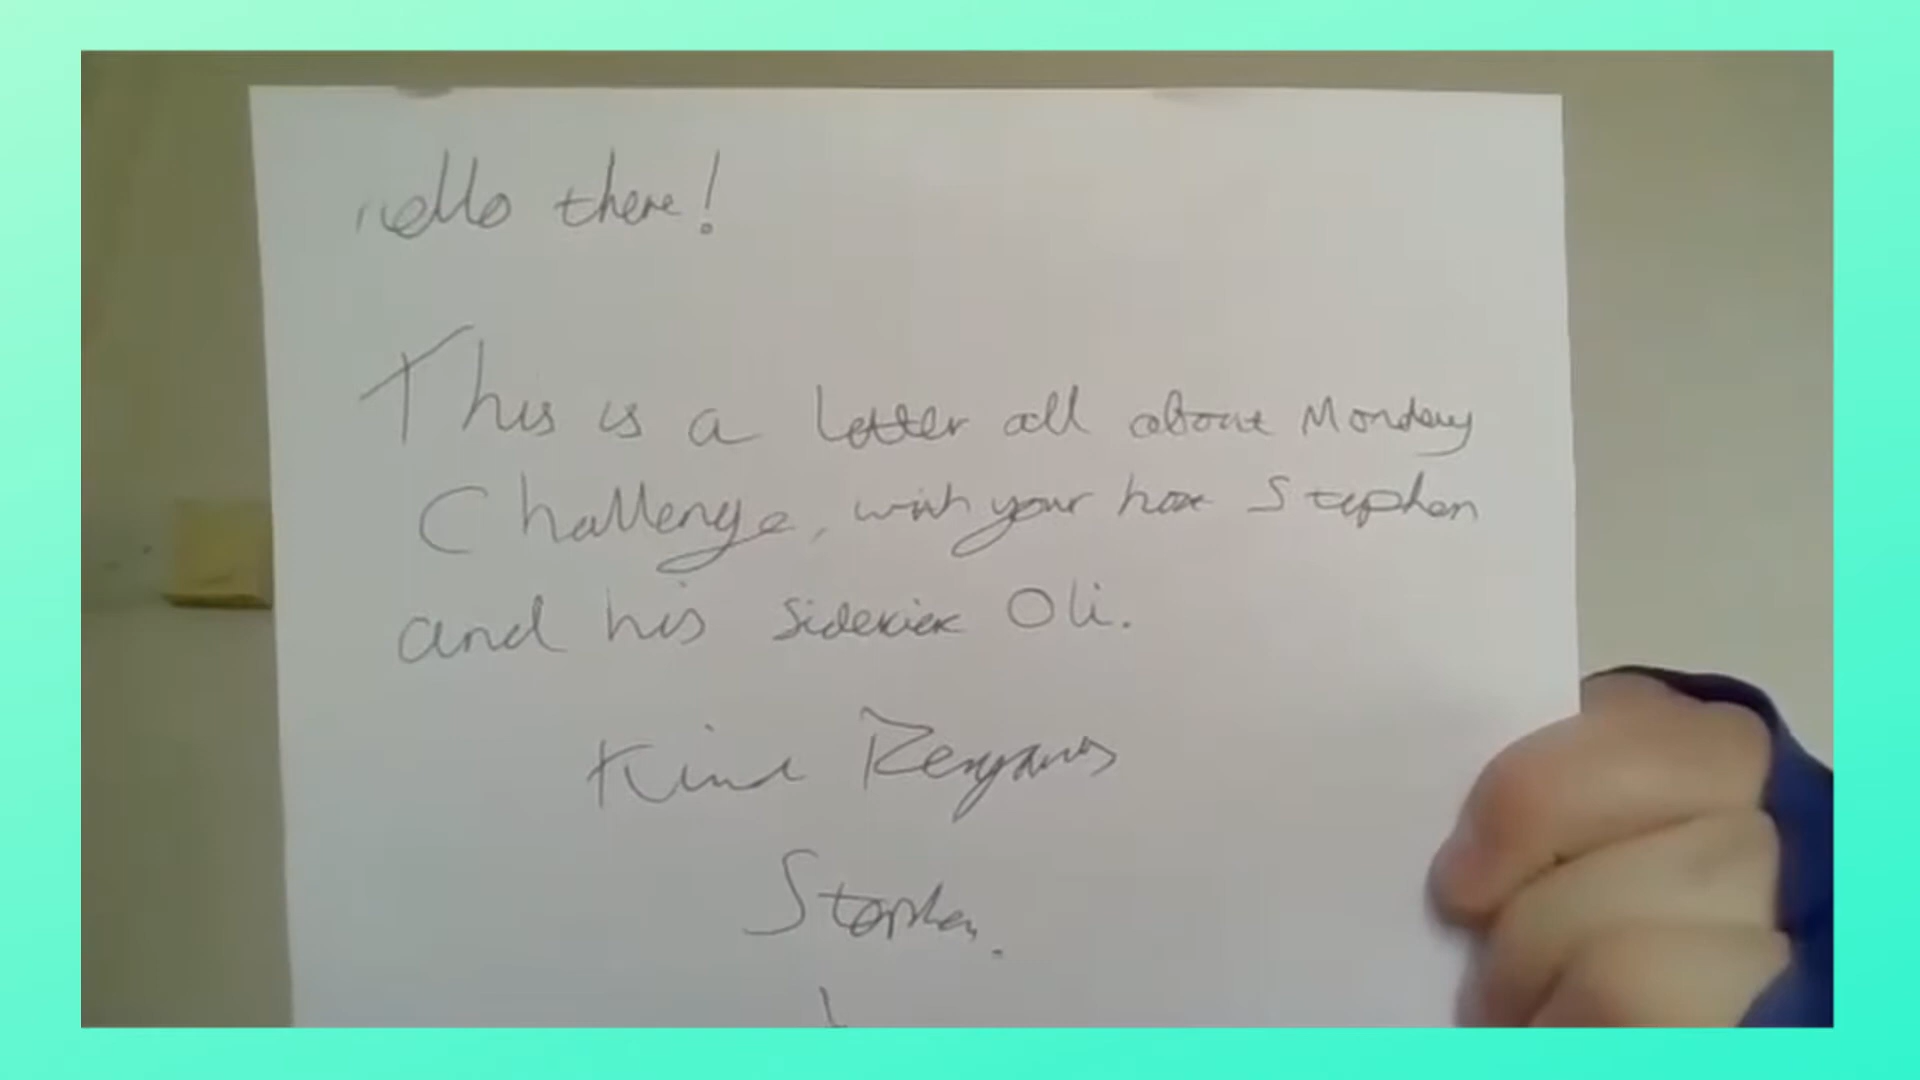 Hello there!
This is a letter all about Monday
Challenge, with your host Stephen
and his sidekick Oli.
Kind Regards
Stephen.